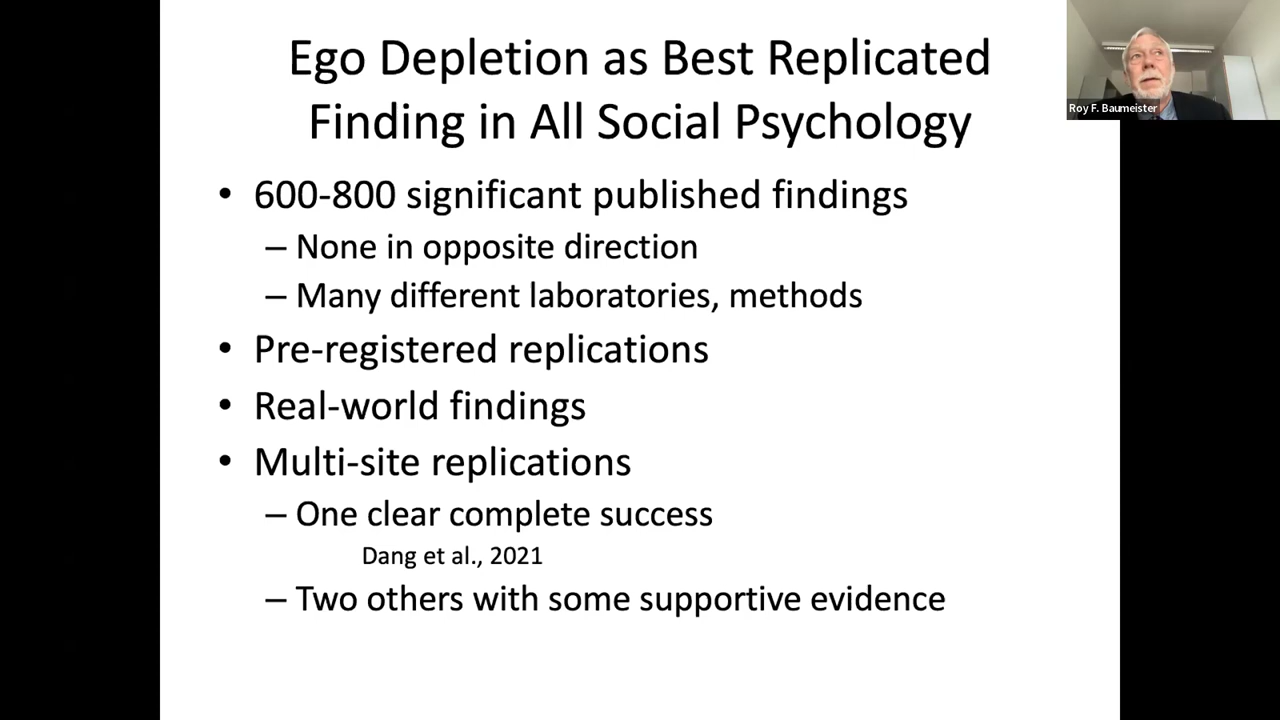 Ego Depletion as Best Replicated
Finding in All Social Psychology
• 600-800 significant published findings
– None in opposite direction
– Many different laboratories, methods
• Pre-registered replications
• Real-world findings
• Multi-site replications
– One clear complete success
Dang et al., 2021
– Two others with some supportive evidence
Roy F. Baumeister